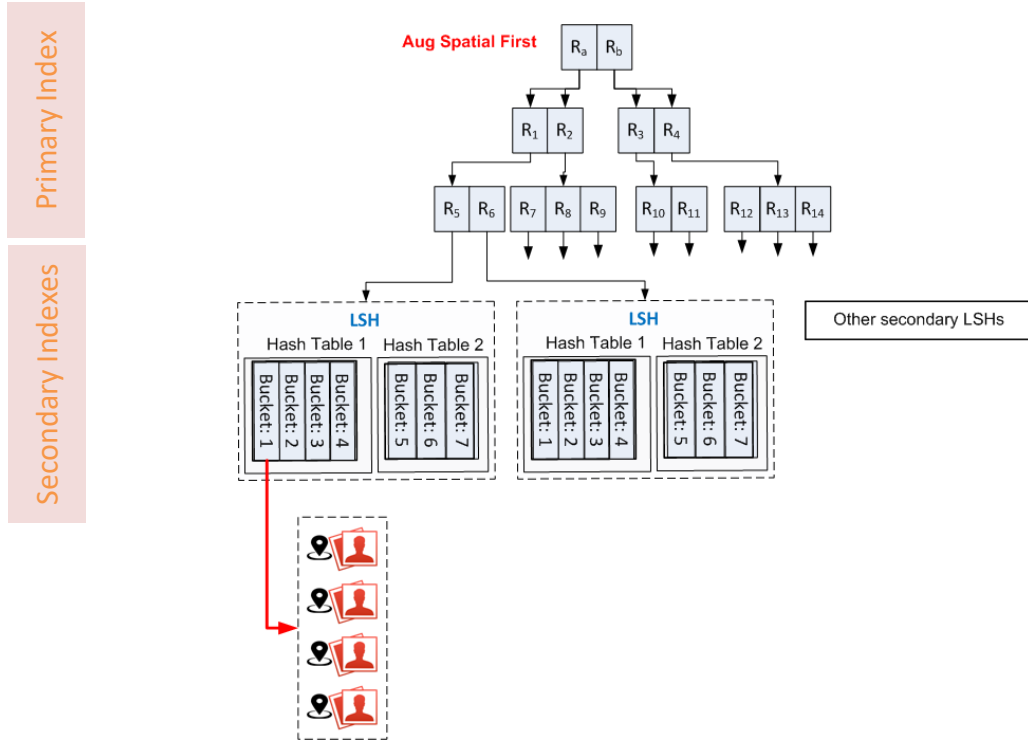 Primary Index
Aug Spatial First
Rₐ R_b
R₁ R₂ R₃ R₄
R₅ R₆ R₇ R₈ R₉ R₁₀ R₁₁ R₁₂ R₁₃ R₁₄
Secondary Indexes
LSH
Hash Table 1 Hash Table 2
Bucket: 1
Bucket: 2
Bucket: 3
Bucket: 4
Bucket: 5
Bucket: 6
Bucket: 7
LSH
Hash Table 1 Hash Table 2
Bucket: 1
Bucket: 2
Bucket: 3
Bucket: 4
Bucket: 5
Bucket: 6
Bucket: 7
Other secondary LSHs